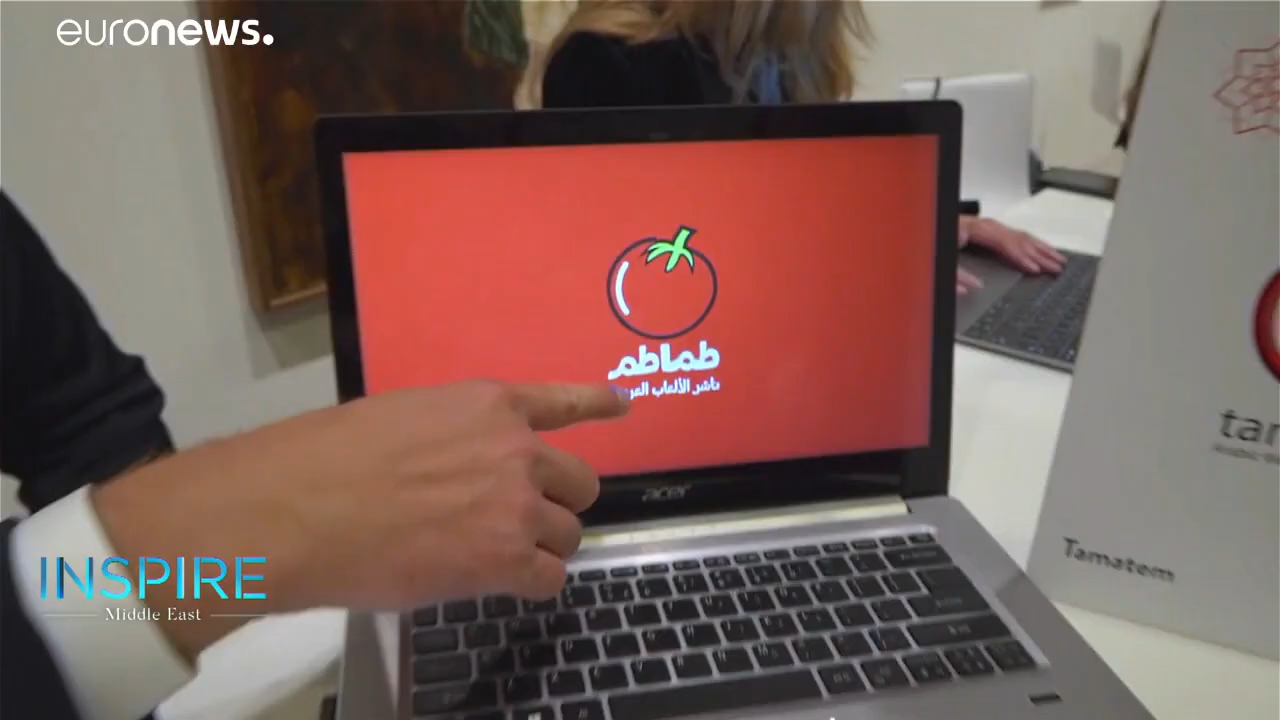 euronews.
طماطم
ناشر الألعاب
acer
Tamatem
INSPIRE
Middle East